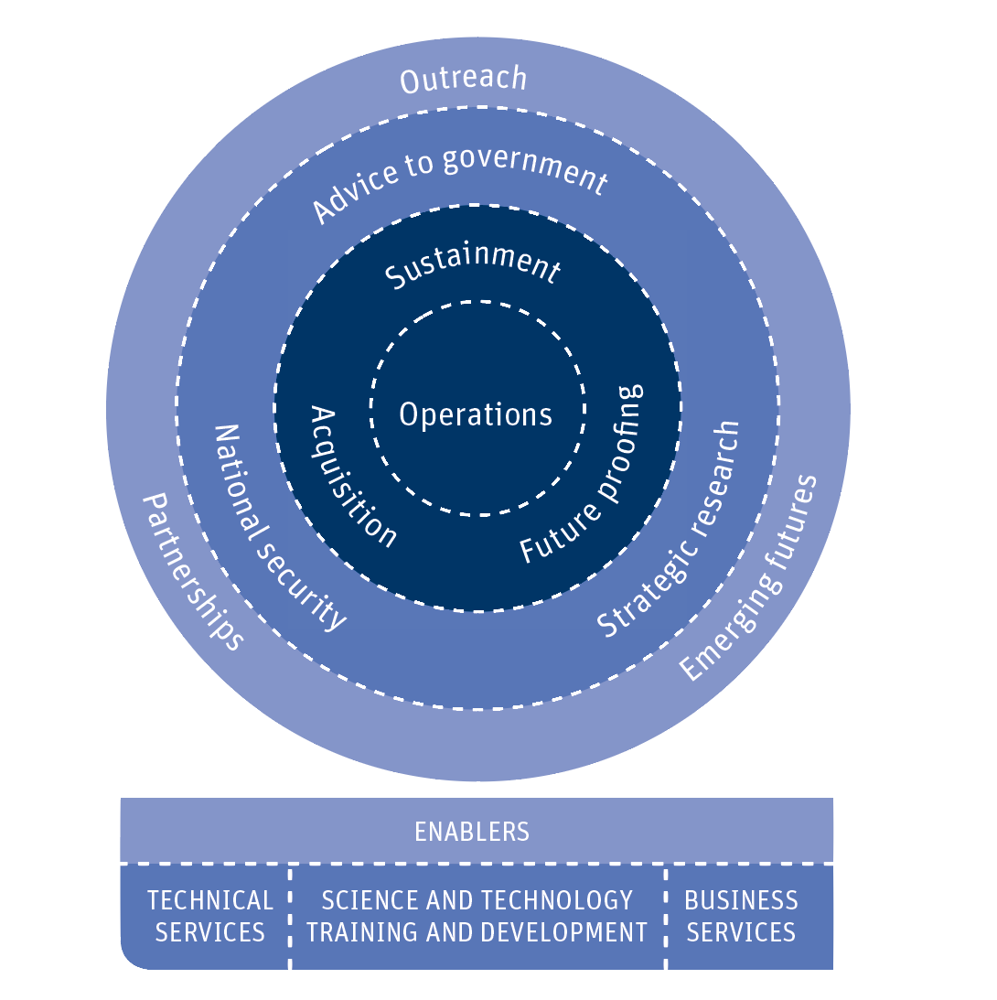 Outreach
Advice to government
Sustainment
Operations
Acquisition
Future proofing
National security
Strategic research
Partnerships
Emerging futures
ENABLERS
TECHNICAL
SERVICES
SCIENCE AND TECHNOLOGY
TRAINING AND DEVELOPMENT
BUSINESS
SERVICES